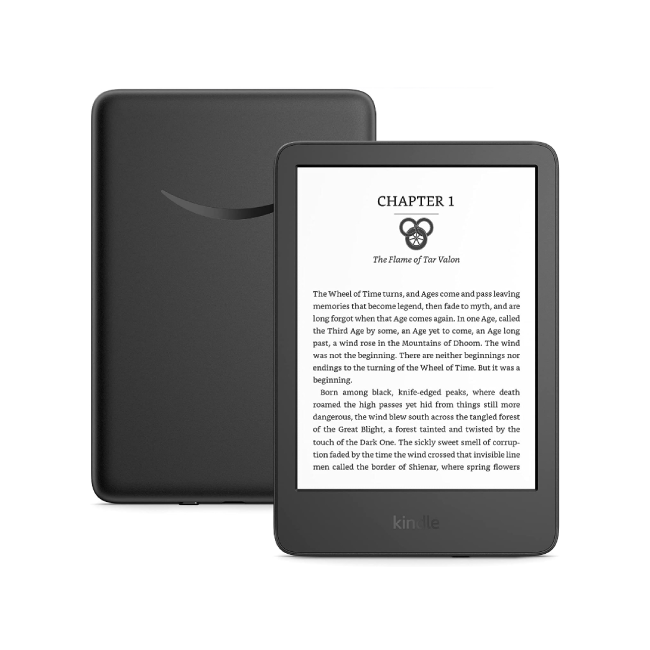 CHAPTER 1
The Flame of Tar Valon
The Wheel of Time turns, and Ages come and pass leaving
memories that become legend, then fade to myth, and are
long forgot when that Age comes again. In one Age, called
the Third Age by some, an Age yet to come, an Age long
past, a wind rose in the Mountains of Dhoom. The wind
was not the beginning. There are neither beginnings nor
endings to the turning of the Wheel of Time. But it was a
beginning.
Born among black, knife-edged peaks, where death
roamed the high passes yet hid from things still more
dangerous, the wind blew south across the tangled forest
of the Great Blight, a forest tainted and twisted by the
touch of the Dark One. The sickly sweet smell of corrup-
tion faded by the time the wind crossed that invisible line
men called the border of Shienar, where spring flowers
kindle